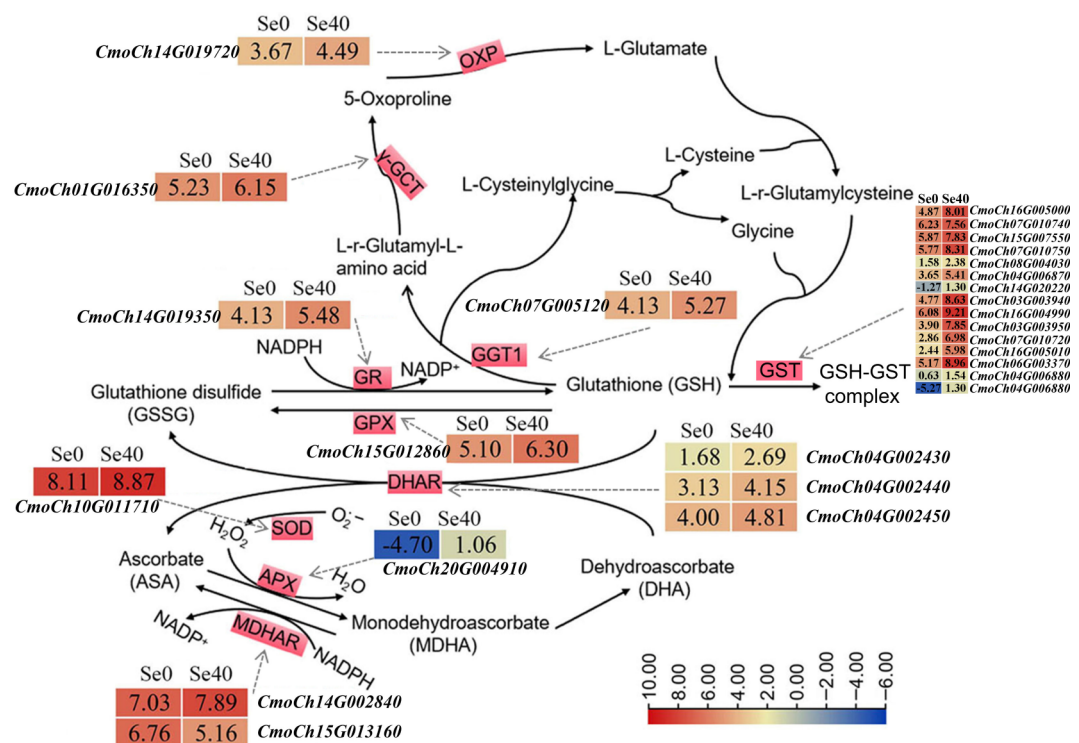 Se0 Se40
CmoCh14G019720 3.67 4.49
OXP
L-Glutamate
5-Oxoproline
Se0 Se40
CmoCh01G016350 5.23 6.15
γ-GCT
L-Cysteine
L-Cysteinylglycine
L-r-Glutamylcysteine
Glycine
L-r-Glutamyl-L-
amino acid
Se0 Se40
4.87 8.01 CmoCh16G005000
6.23 7.56 CmoCh07G010740
5.87 7.83 CmoCh15G007550
5.77 8.31 CmoCh07G010750
1.58 2.38 CmoCh08G004030
3.65 5.41 CmoCh04G006870
-1.27 1.30 CmoCh14G020220
4.77 8.63 CmoCh03G003940
6.08 9.21 CmoCh16G004990
3.90 7.85 CmoCh03G003950
2.86 6.98 CmoCh07G010720
2.44 5.98 CmoCh16G005010
5.17 8.96 CmoCh06G003370
0.63 1.54 CmoCh04G006880
-5.27 1.30 CmoCh04G006880
Se0 Se40
CmoCh07G005120 4.13 5.27
Se0 Se40
CmoCh14G019350 4.13 5.48
NADPH
GR
NADP+
GGT1
GST
Glutathione disulfide
(GSSG)
Glutathione (GSH)
GSH-GST
complex
GPX
Se0 Se40
CmoCh15G012860 5.10 6.30
Se0 Se40
8.11 8.87
CmoCh10G011710
DHAR
Se0 Se40
1.68 2.69 CmoCh04G002430
3.13 4.15 CmoCh04G002440
4.00 4.81 CmoCh04G002450
H2O2
SOD
O2·−
Se0 Se40
-4.70 1.06
CmoCh20G004910
Ascorbate
(ASA)
APX
H2O
Dehydroascorbate
(DHA)
Monodehydroascorbate
(MDHA)
NADP+
MDHAR
NADPH
Se0 Se40
7.03 7.89 CmoCh14G002840
6.76 5.16 CmoCh15G013160
10.00
8.00
6.00
4.00
2.00
0.00
−2.00
−4.00
−6.00